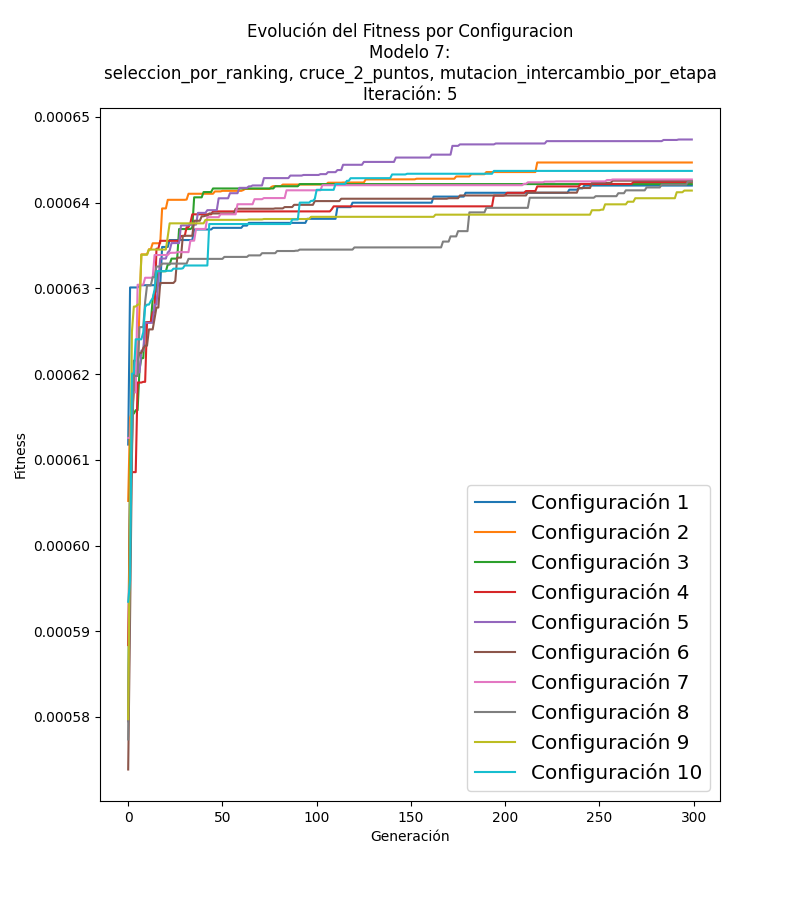 Evolución del Fitness por Configuracion
Modelo 7:
seleccion_por_ranking, cruce_2_puntos, mutacion_intercambio_por_etapa
Iteración: 5
0.00065
0.00064
0.00063
0.00062
0.00061
0.00060
0.00059
0.00058
Fitness
0
50
100
150
200
250
300
Generación
Configuración 1
Configuración 2
Configuración 3
Configuración 4
Configuración 5
Configuración 6
Configuración 7
Configuración 8
Configuración 9
Configuración 10